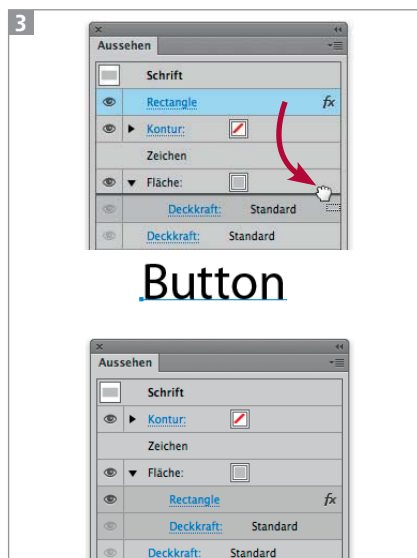 3
Aussehen
Schrift
Rectangle fx
Kontur:
Zeichen
Fläche:
Deckkraft: Standard
Deckkraft: Standard
Button
Aussehen
Schrift
Kontur:
Zeichen
Fläche:
Rectangle fx
Deckkraft: Standard
Deckkraft: Standard